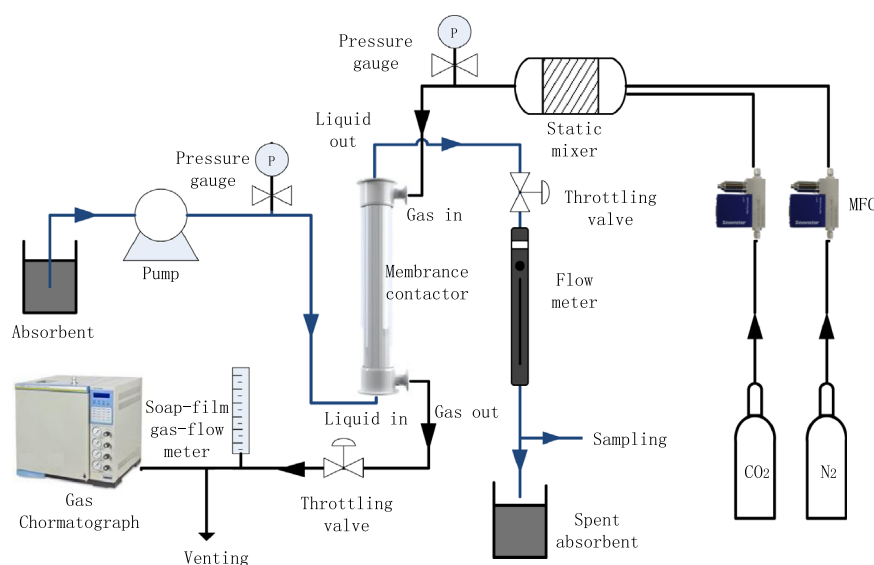 P
Pressure
gauge
Static
mixer
Liquid
out
P
Pressure
gauge
Gas in
Throttling
valve
MFC
Pump
Membrance
contactor
Flow
meter
Absorbent
Soap-film
gas-flow
meter
Liquid in
Gas out
Sampling
CO2
N2
Gas
Chormatograph
Throttling
valve
Spent
absorbent
Venting